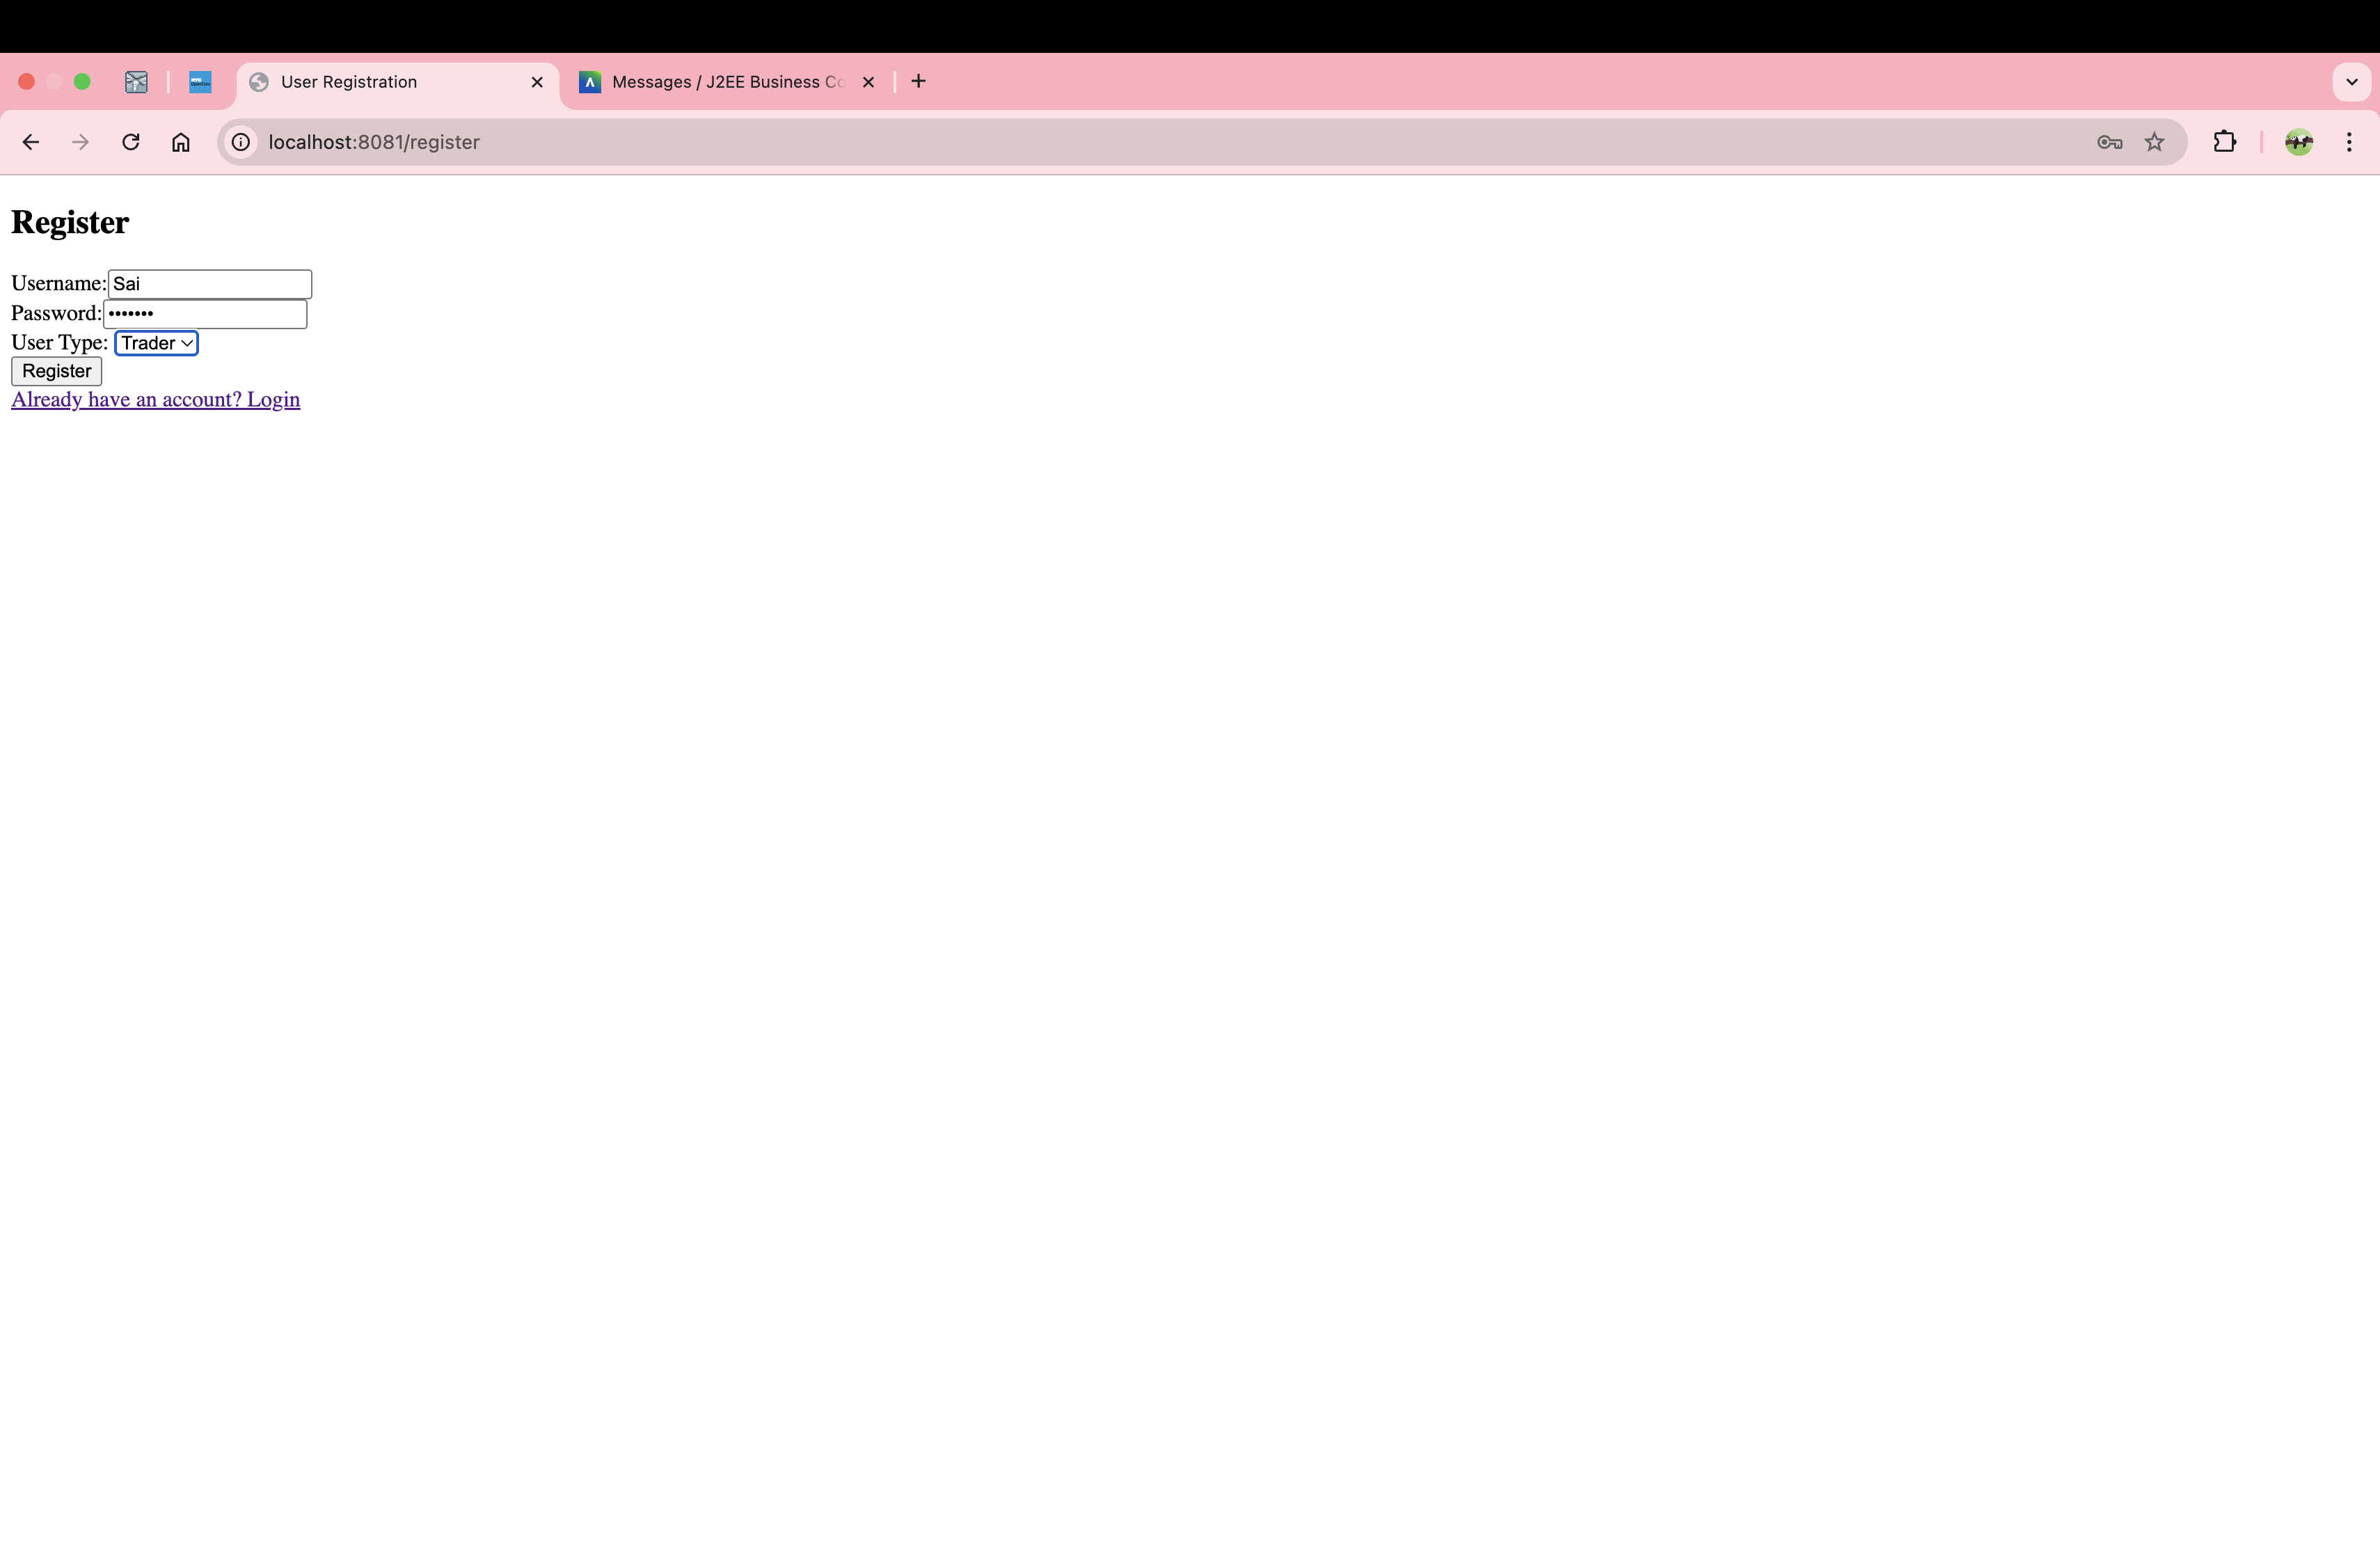 User Registration
Messages / J2EE Business Co
localhost:8081/register
Register
Username: Sai
Password: •••••••
User Type: Trader
Register
Already have an account? Login